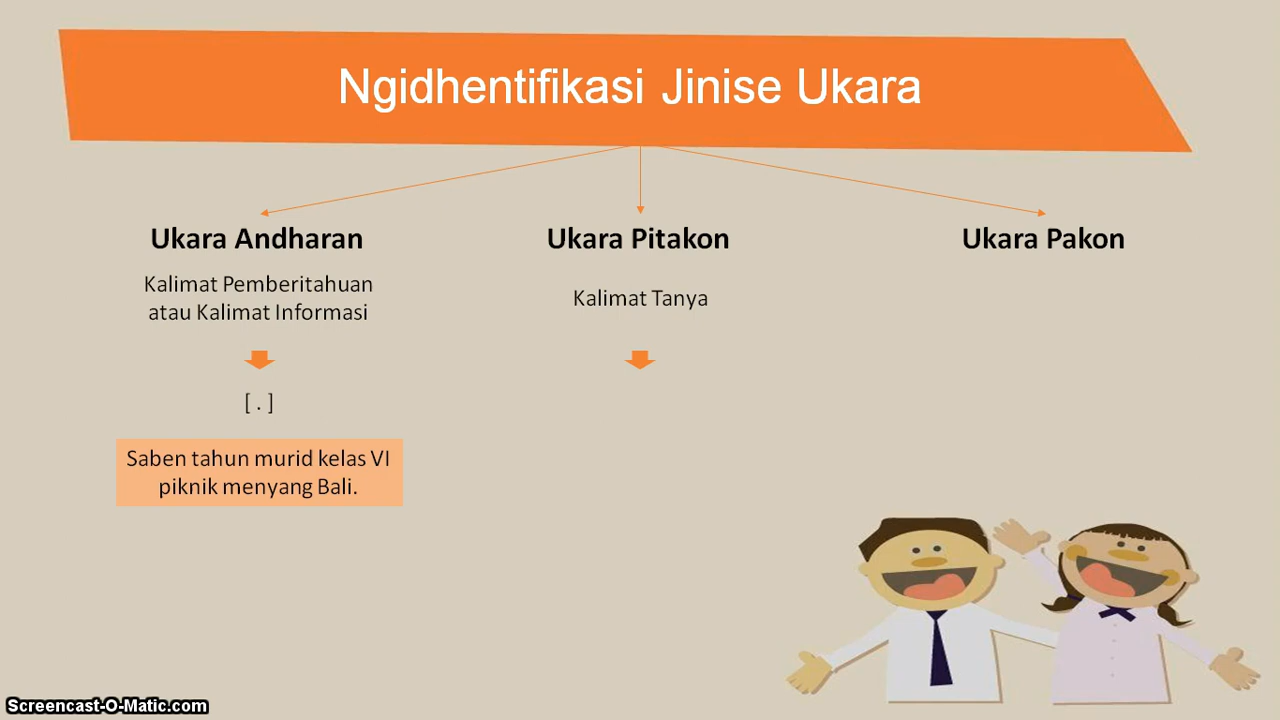 Ngidhentifikasi Jinise Ukara
Ukara Andharan
Kalimat Pemberitahuan
atau Kalimat Informasi
[ . ]
Saben tahun murid kelas VI
piknik menyang Bali.
Ukara Pitakon
Kalimat Tanya
Ukara Pakon
Screencast-O-Matic.com